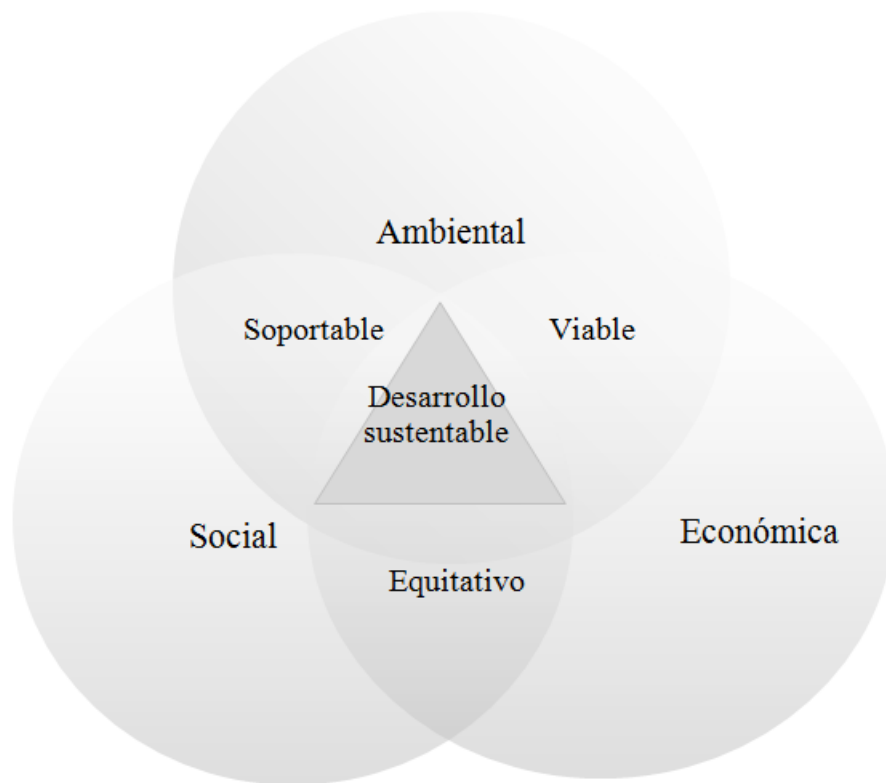 Ambiental
Soportable
Viable
Desarrollo
sustentable
Social
Económica
Equitativo